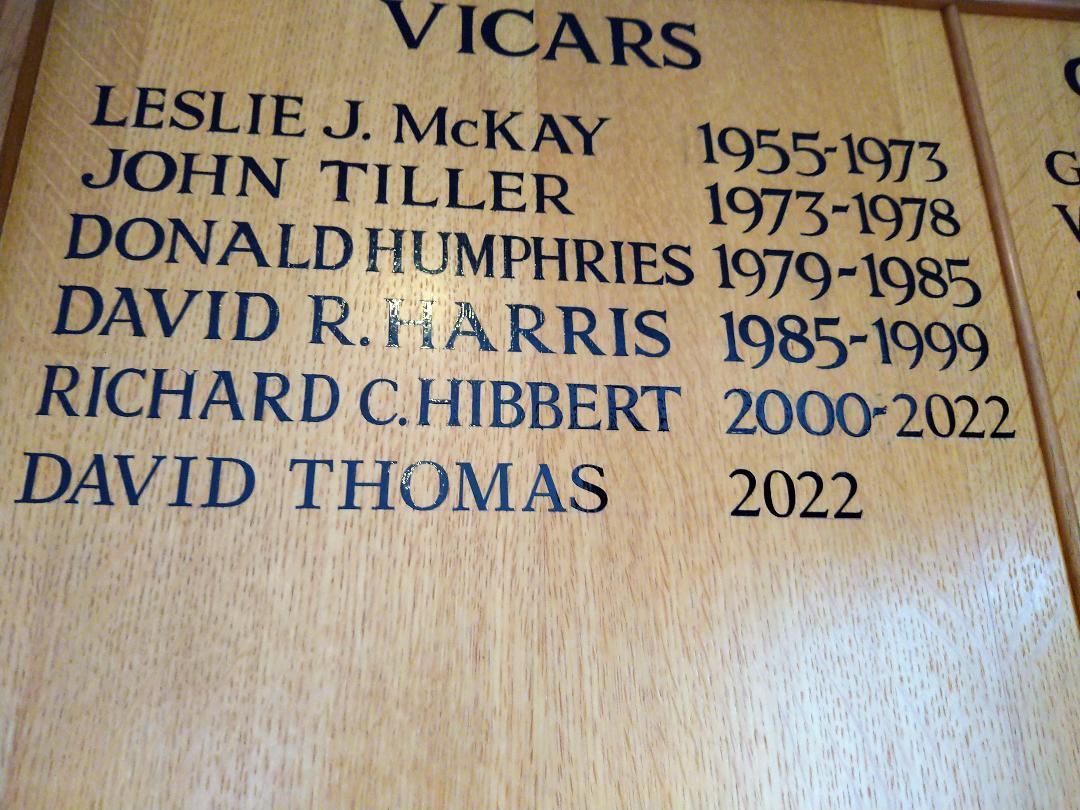 VICARS
LESLIE J. McKAY 1955-1973
JOHN TILLER 1973-1978
DONALD HUMPHRIES 1979-1985
DAVID R. HARRIS 1985-1999
RICHARD C. HIBBERT 2000-2022
DAVID THOMAS 2022